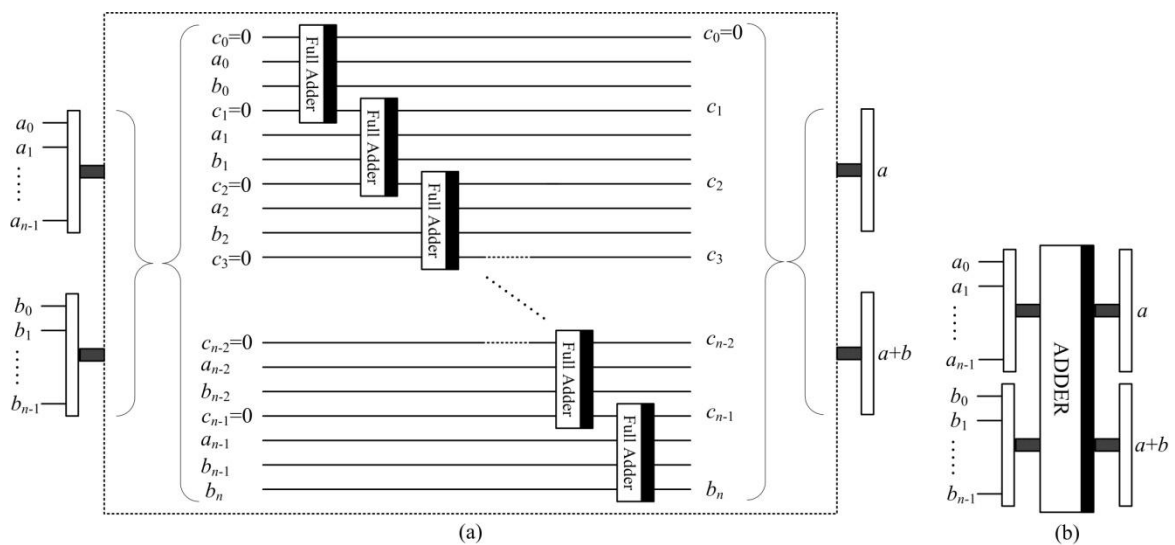 a0
a1
an-1
b0
b1
bn-1
c0=0
a0
b0
c1=0
a1
b1
c2=0
a2
b2
c3=0
cn-2=0
an-2
bn-2
cn-1=0
an-1
bn-1
bn
Full Adder
Full Adder
Full Adder
Full Adder
Full Adder
c0=0
c1
c2
c3
cn-2
cn-1
bn
a
a+b
(a)
a0
a1
an-1
b0
b1
bn-1
ADDER
a
a+b
(b)